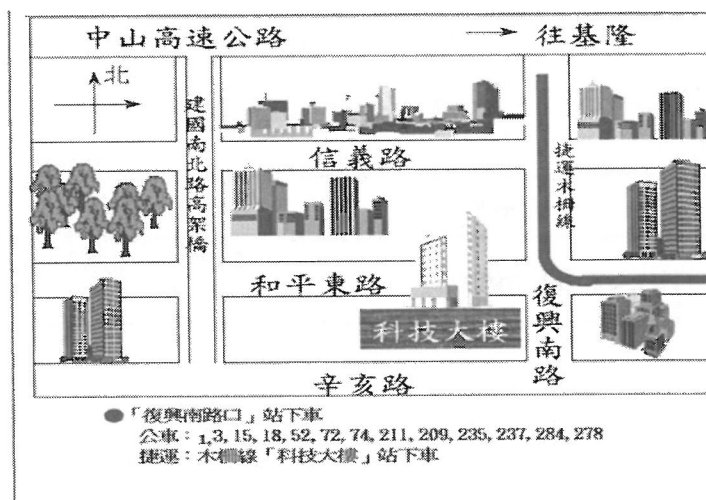 中山高速公路 → 往基隆
北
建國南北路高架橋
信義路
捷運木柵線
和平東路
科技大樓
復興南路
辛亥路
●「復興南路口」站下車
公車：1,3,15,18,52,72,74,211,209,235,237,284,278
捷運：木柵線「科技大樓」站下車